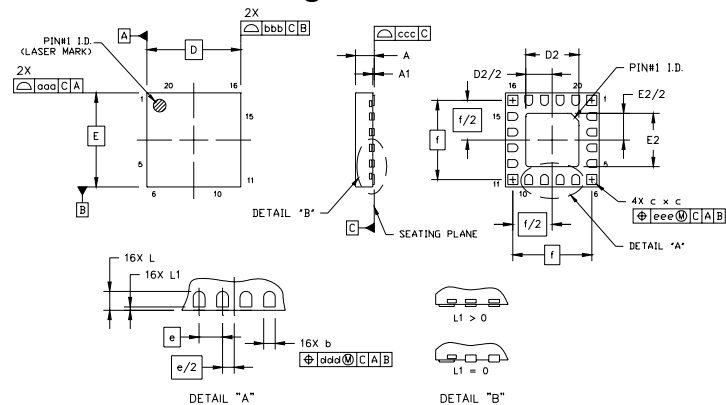 2X
⌓ bbb C B
A
D
PIN#1 I.D.
(LASER MARK)
2X
⌓ aaa C A
20
16
1
15
E
5
11
6
10
B
⌓ ccc C
A
A1
DETAIL "B"
C
SEATING PLANE
D2
D2/2
PIN#1 I.D.
16
20
1
15
E2/2
f/2
f
E2
5
11
10
6
4X c x c
⌖ eee Ⓜ C A B
f/2
DETAIL "A"
f
16X L
16X L1
e
16X b
⌖ ddd Ⓜ C A B
e/2
DETAIL "A"
L1 > 0
L1 = 0
DETAIL "B"